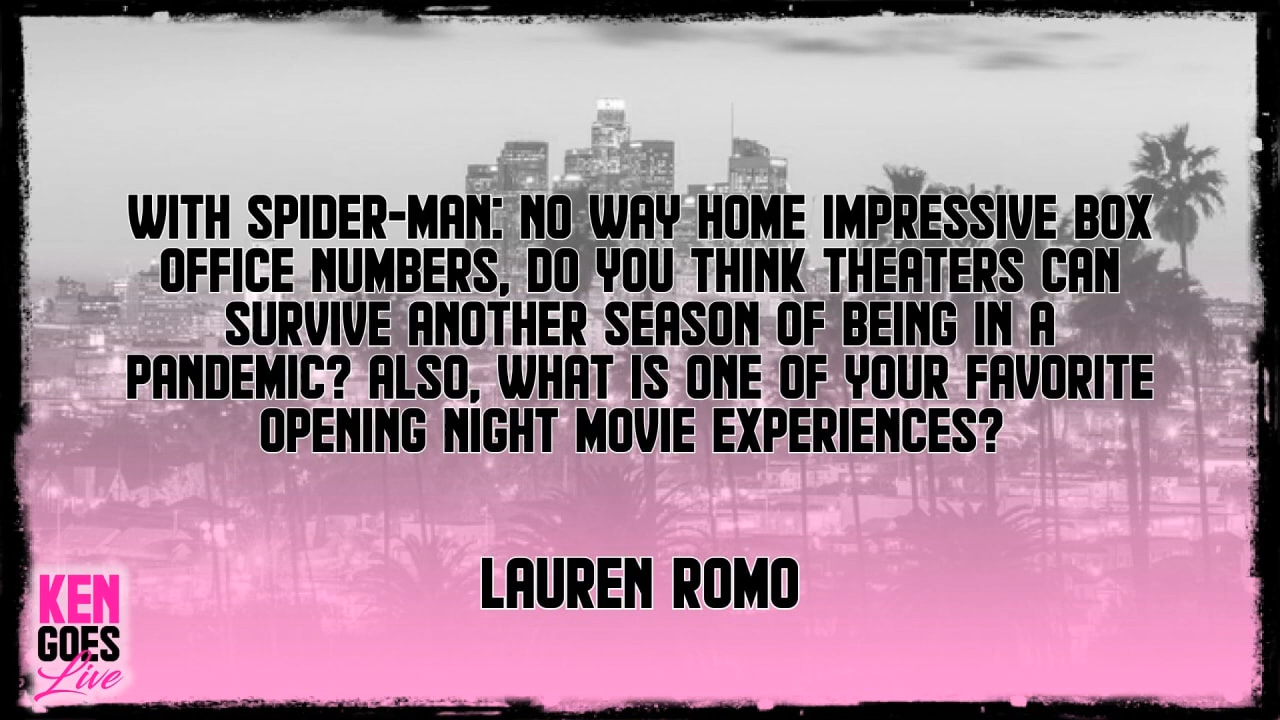 WITH SPIDER-MAN: NO WAY HOME IMPRESSIVE BOX
OFFICE NUMBERS, DO YOU THINK THEATERS CAN
SURVIVE ANOTHER SEASON OF BEING IN A
PANDEMIC? ALSO, WHAT IS ONE OF YOUR FAVORITE
OPENING NIGHT MOVIE EXPERIENCES?
LAUREN ROMO
KEN
GOES
Live